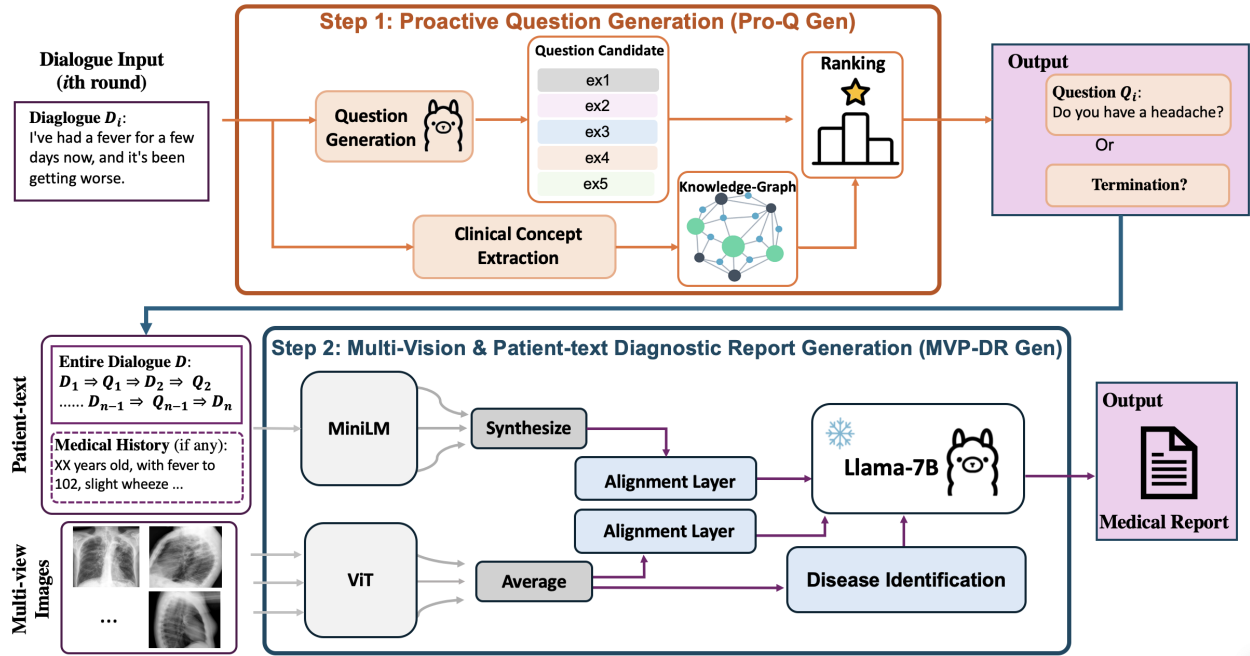 Step 1: Proactive Question Generation (Pro-Q Gen)
Dialogue Input
(ith round)
Diaglogue Dᵢ:
I've had a fever for a few
days now, and it's been
getting worse.
Question
Generation
Question Candidate
ex1
ex2
ex3
ex4
ex5
Clinical Concept
Extraction
Knowledge-Graph
Ranking
Output
Question Qᵢ:
Do you have a headache?
Or
Termination?
Step 2: Multi-Vision & Patient-text Diagnostic Report Generation (MVP-DR Gen)
Patient-text
Entire Dialogue D:
D₁ ⇒ Q₁ ⇒ D₂ ⇒ Q₂
...... Dₙ₋₁ ⇒ Qₙ₋₁ ⇒ Dₙ
Medical History (if any):
XX years old, with fever to
102, slight wheeze ...
Multi-view
Images
...
MiniLM
Synthesize
Alignment Layer
Alignment Layer
ViT
Average
Disease Identification
Llama-7B
Output
Medical Report